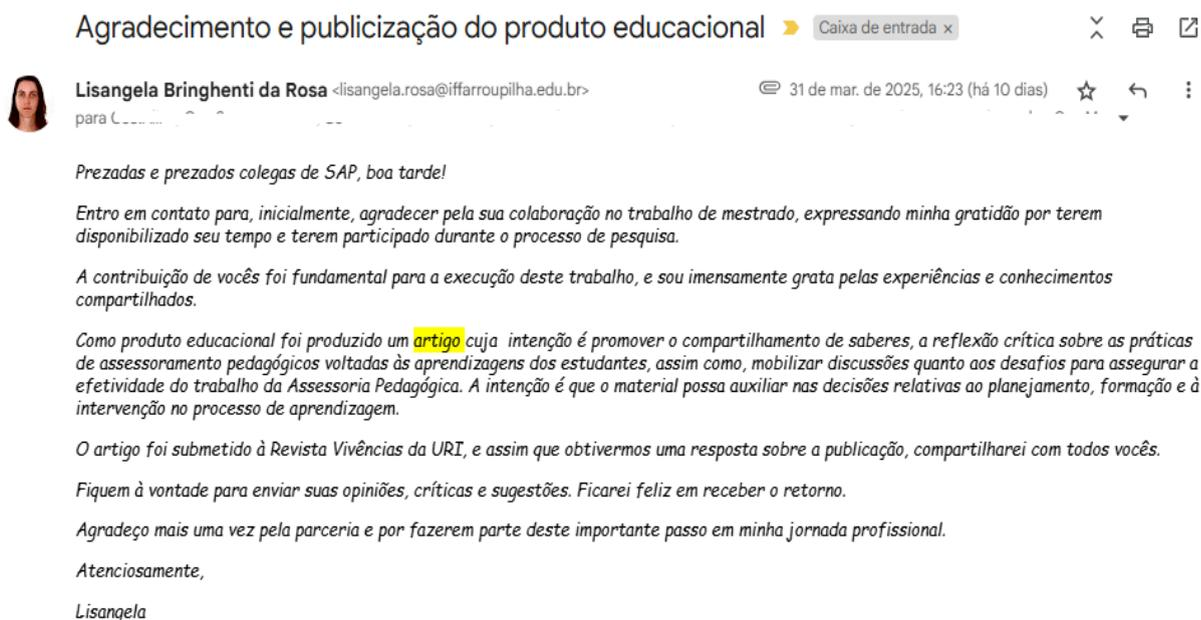 Agradecimento e publicização do produto educacional
Caixa de entrada ×
Lisangela Bringhenti da Rosa <lisangela.rosa@iffarroupilha.edu.br>
31 de mar. de 2025, 16:23 (há 10 dias)
para
Prezadas e prezados colegas de SAP, boa tarde!
Entro em contato para, inicialmente, agradecer pela sua colaboração no trabalho de mestrado, expressando minha gratidão por terem
disponibilizado seu tempo e terem participado durante o processo de pesquisa.
A contribuição de vocês foi fundamental para a execução deste trabalho, e sou imensamente grata pelas experiências e conhecimentos
compartilhados.
Como produto educacional foi produzido um artigo cuja intenção é promover o compartilhamento de saberes, a reflexão crítica sobre as práticas
de assessoramento pedagógicos voltadas às aprendizagens dos estudantes, assim como, mobilizar discussões quanto aos desafios para assegurar a
efetividade do trabalho da Assessoria Pedagógica. A intenção é que o material possa auxiliar nas decisões relativas ao planejamento, formação e à
intervenção no processo de aprendizagem.
O artigo foi submetido à Revista Vivências da URI, e assim que obtivermos uma resposta sobre a publicação, compartilharei com todos vocês.
Fiquem à vontade para enviar suas opiniões, críticas e sugestões. Ficarei feliz em receber o retorno.
Agradeço mais uma vez pela parceria e por fazerem parte deste importante passo em minha jornada profissional.
Atenciosamente,
Lisangela